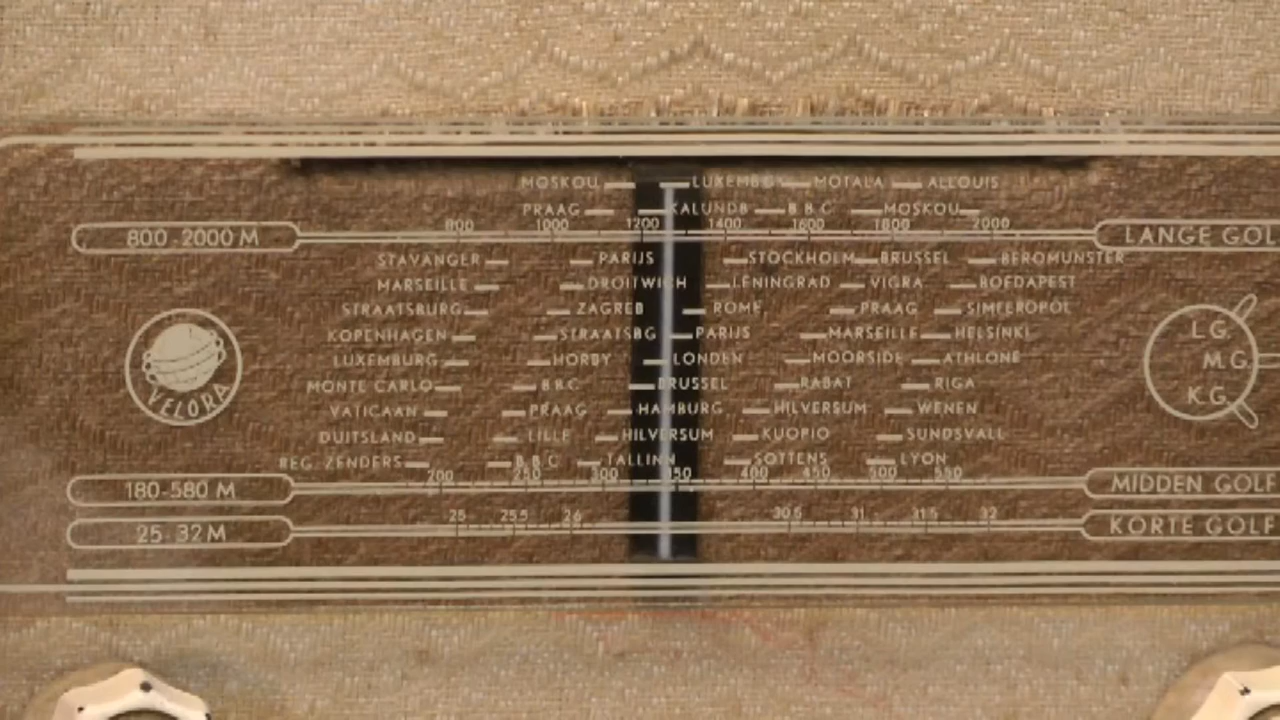 MOSKOU LUXEMBG MOTALA ALLOUIS
PRAAG KALUNDB B B C MOSKOU
800 1000 1200 1400 1600 1800 2000
800-2000 M LANGE GOL
STAVANGER PARIJS STOCKHOLM BRUSSEL BEROMUNSTER
MARSEILLE DROITWICH LENINGRAD VIGRA BOEDAPEST
STRAATSBURG ZAGREB ROME PRAAG SIMFEROPOL
KOPENHAGEN STRAATSBG PARIJS MARSEILLE HELSINKI
LUXEMBURG HORBY LONDEN MOORSIDE ATHLONE
MONTE CARLO B B C BRUSSEL RABAT RIGA
VATICAAN PRAAG HAMBURG HILVERSUM WENEN
DUITSLAND LILLE HILVERSUM KUOPIO SUNDSVALL
REG. ZENDERS B B C TALLINN SOTTENS LYON
200 250 300 350 400 450 500 550
180-580 M MIDDEN GOLF
25 25.5 26 30.5 31 31.5 32
25-32 M KORTE GOLF
VELORA
L.G.
M.G.
K.G.